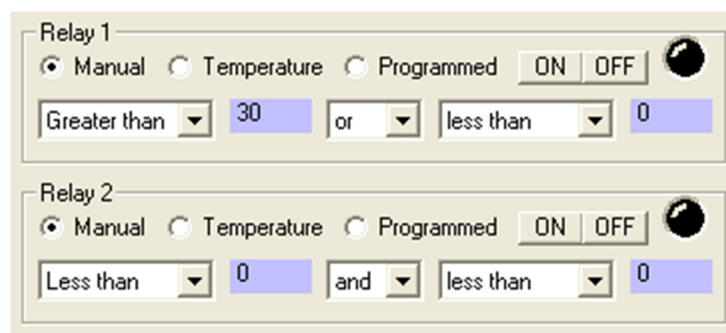 Relay 1
Manual Temperature Programmed ON OFF
Greater than 30 or less than 0
Relay 2
Manual Temperature Programmed ON OFF
Less than 0 and less than 0